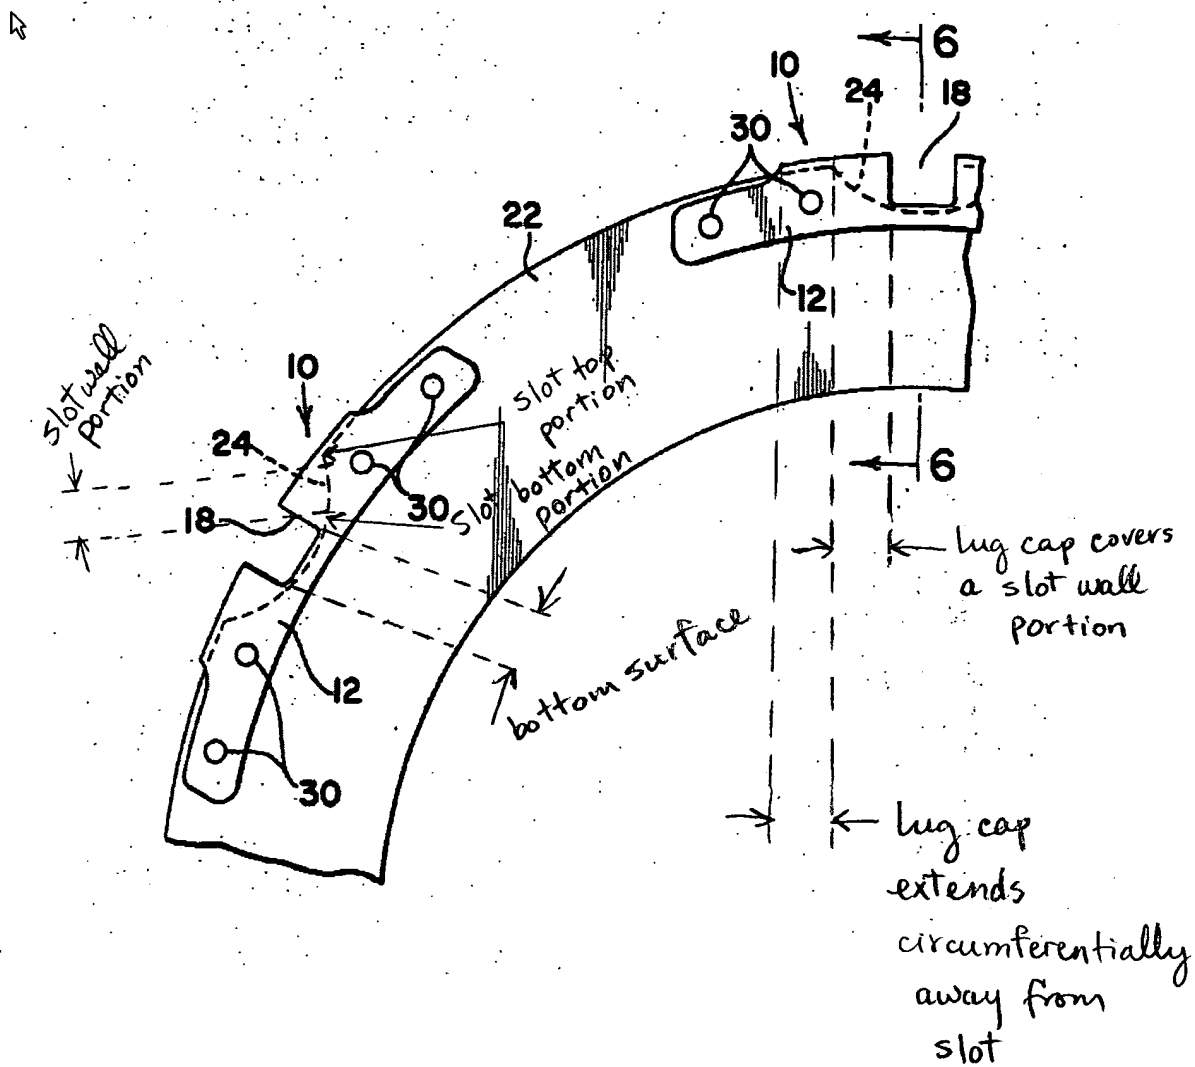 6
10
24
18
30
22
12
slot wall
portion
10
slot top
portion
24
6
slot bottom
portion
30
18
lug cap covers
a slot wall
portion
bottom surface
12
30
lug cap
extends
circumferentially
away from
slot